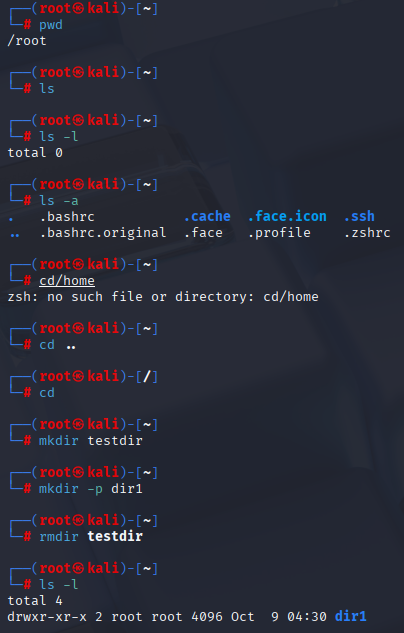 ┌──(root㉿kali)-[~]
└─# pwd
/root
┌──(root㉿kali)-[~]
└─# ls
┌──(root㉿kali)-[~]
└─# ls -l
total 0
┌──(root㉿kali)-[~]
└─# ls -a
.   .bashrc           .cache  .face.icon  .ssh
..  .bashrc.original  .face   .profile    .zshrc
┌──(root㉿kali)-[~]
└─# cd/home
zsh: no such file or directory: cd/home
┌──(root㉿kali)-[~]
└─# cd ..
┌──(root㉿kali)-[/]
└─# cd
┌──(root㉿kali)-[~]
└─# mkdir testdir
┌──(root㉿kali)-[~]
└─# mkdir -p dir1
┌──(root㉿kali)-[~]
└─# rmdir testdir
┌──(root㉿kali)-[~]
└─# ls -l
total 4
drwxr-xr-x 2 root root 4096 Oct  9 04:30 dir1